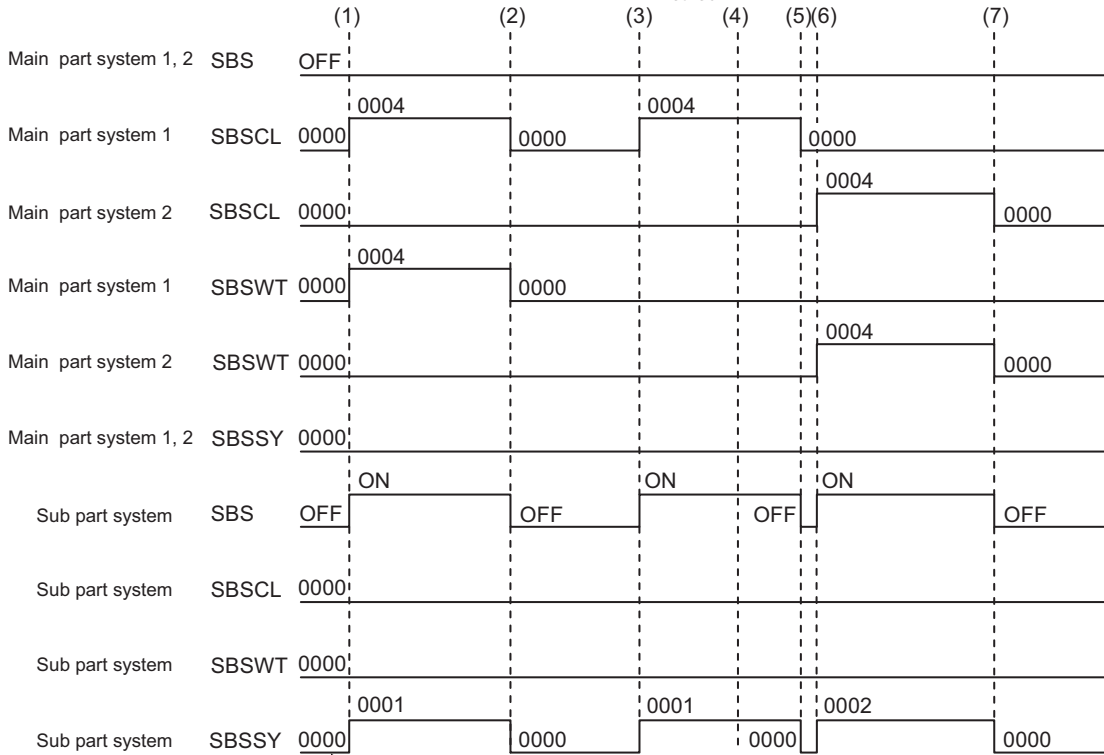 (1) (2) (3) (4) (5)(6) (7)
Main part system 1, 2 SBS OFF
0004 0004
Main part system 1 SBSCL 0000 0000 0000
0004
Main part system 2 SBSCL 0000 0000
0004
Main part system 1 SBSWT 0000 0000
0004
Main part system 2 SBSWT 0000 0000
Main part system 1, 2 SBSSY 0000
ON ON ON
Sub part system SBS OFF OFF OFF OFF
Sub part system SBSCL 0000
Sub part system SBSWT 0000
0001 0001 0002
Sub part system SBSSY 0000 0000 0000 0000